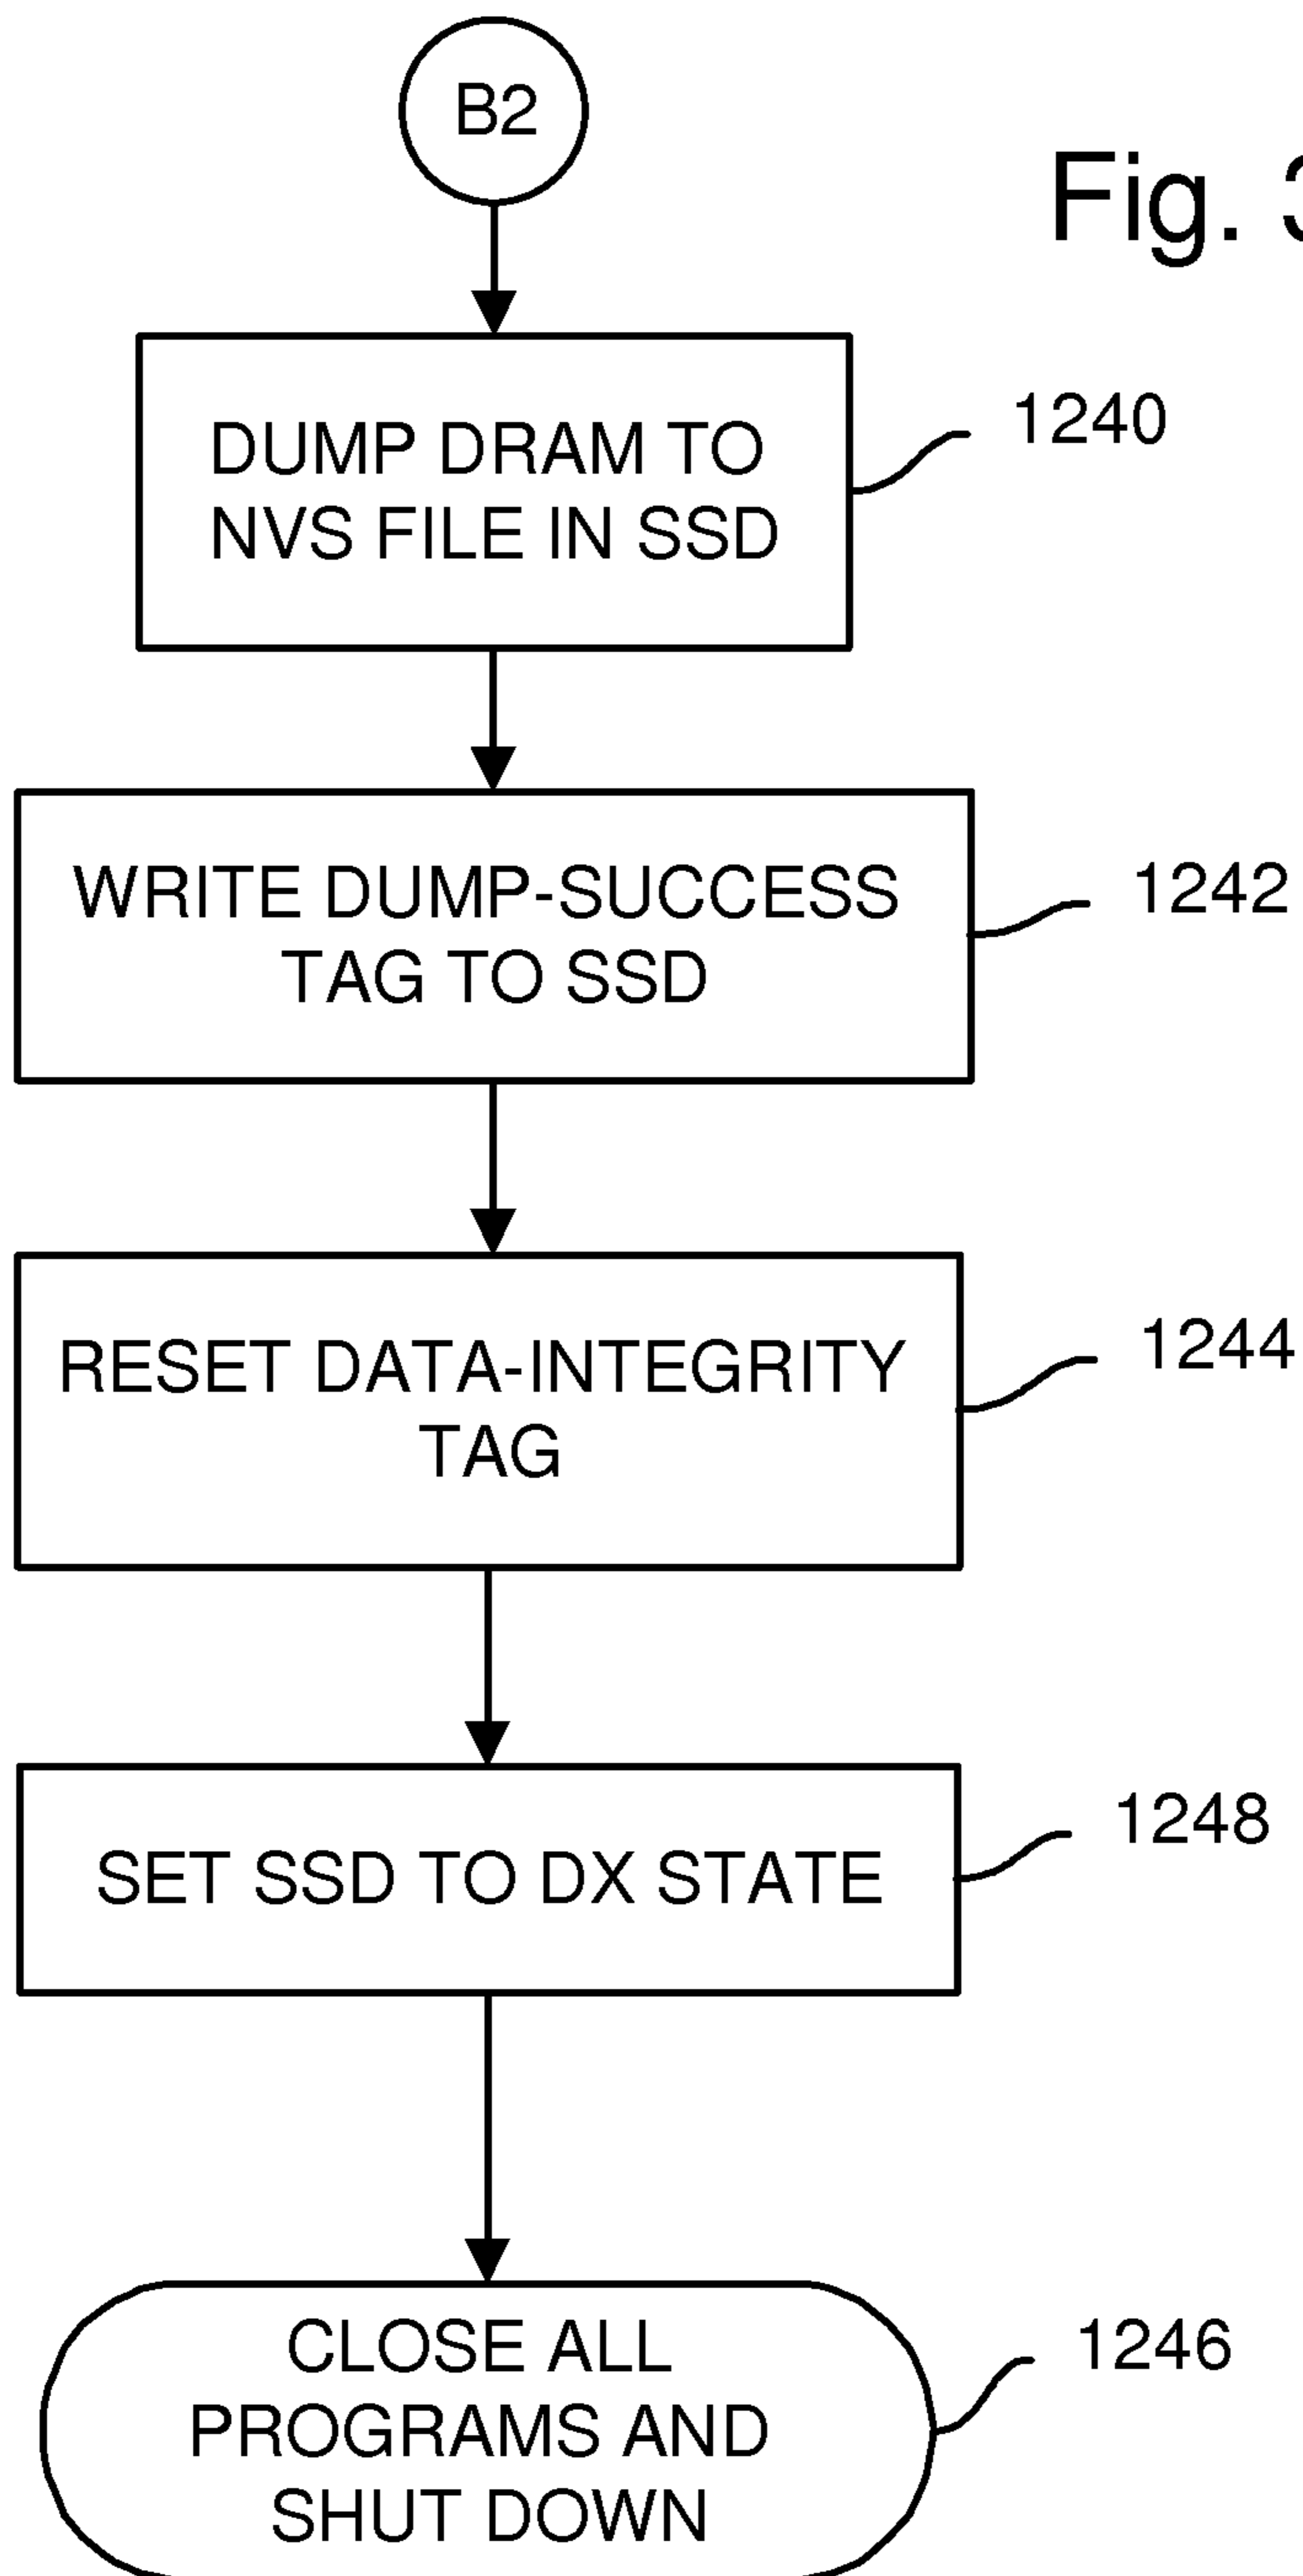 B2
Fig. 3
DUMP DRAM TO
NVS FILE IN SSD
1240
WRITE DUMP-SUCCESS
TAG TO SSD
1242
RESET DATA-INTEGRITY
TAG
1244
SET SSD TO DX STATE
1248
CLOSE ALL
PROGRAMS AND
SHUT DOWN
1246